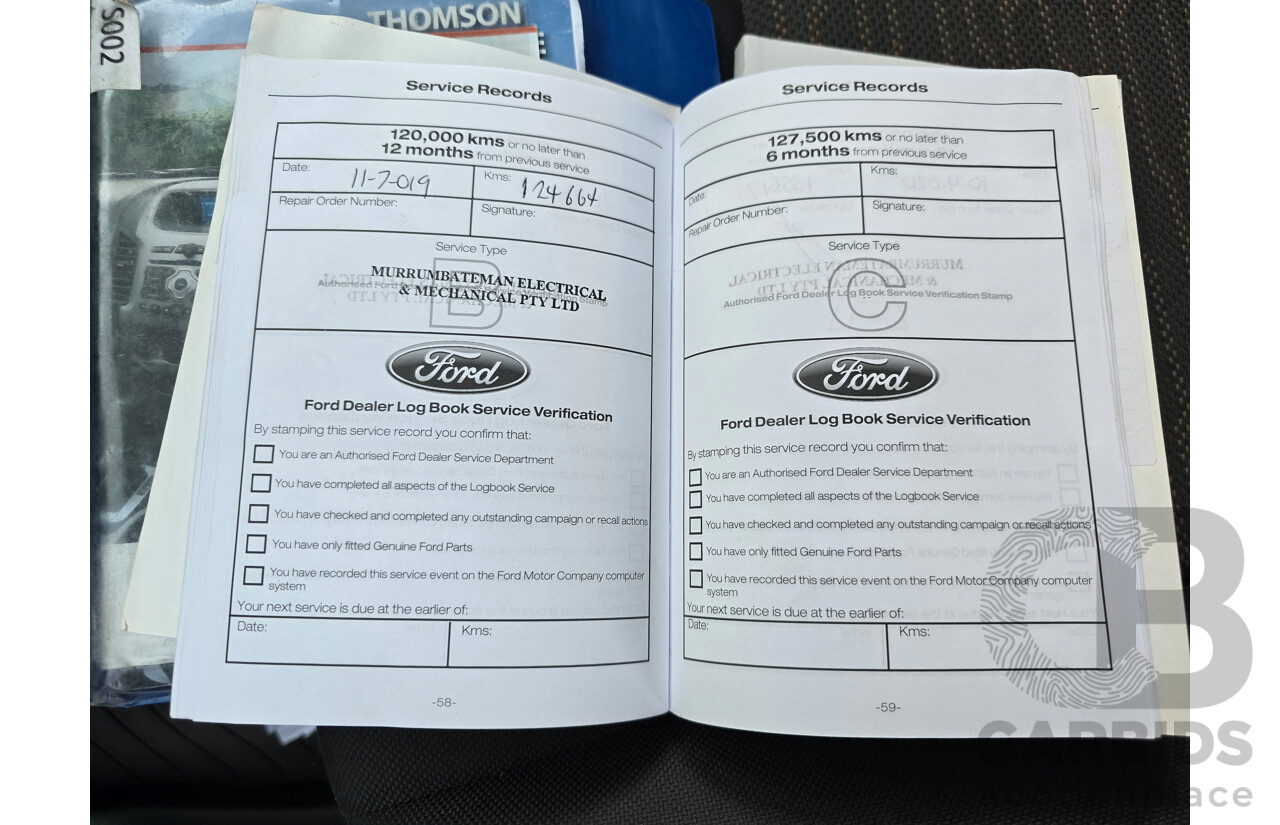 S002
THOMSON
Service Records
120,000 kms or no later than
12 months from previous service
Date:
11-7-019
Kms:
124664
Repair Order Number:
Signature:
Service Type
B
Authorised Ford Dealer Log Book Service Verification Stamp
MURRUMBATEMAN ELECTRICAL
& MECHANICAL PTY LTD
Ford
Ford Dealer Log Book Service Verification
By stamping this service record you confirm that:
You are an Authorised Ford Dealer Service Department
You have completed all aspects of the Logbook Service
You have checked and completed any outstanding campaign or recall actions
You have only fitted Genuine Ford Parts
You have recorded this service event on the Ford Motor Company computer
system
Your next service is due at the earlier of:
Date:
Kms:
-58-
Service Records
127,500 kms or no later than
6 months from previous service
Date:
Kms:
Repair Order Number:
Signature:
Service Type
C
Authorised Ford Dealer Log Book Service Verification Stamp
Ford
Ford Dealer Log Book Service Verification
By stamping this service record you confirm that:
You are an Authorised Ford Dealer Service Department
You have completed all aspects of the Logbook Service
You have checked and completed any outstanding campaign or recall actions
You have only fitted Genuine Ford Parts
You have recorded this service event on the Ford Motor Company computer
system
Your next service is due at the earlier of:
Date:
Kms:
-59-
CB
CARBIDS